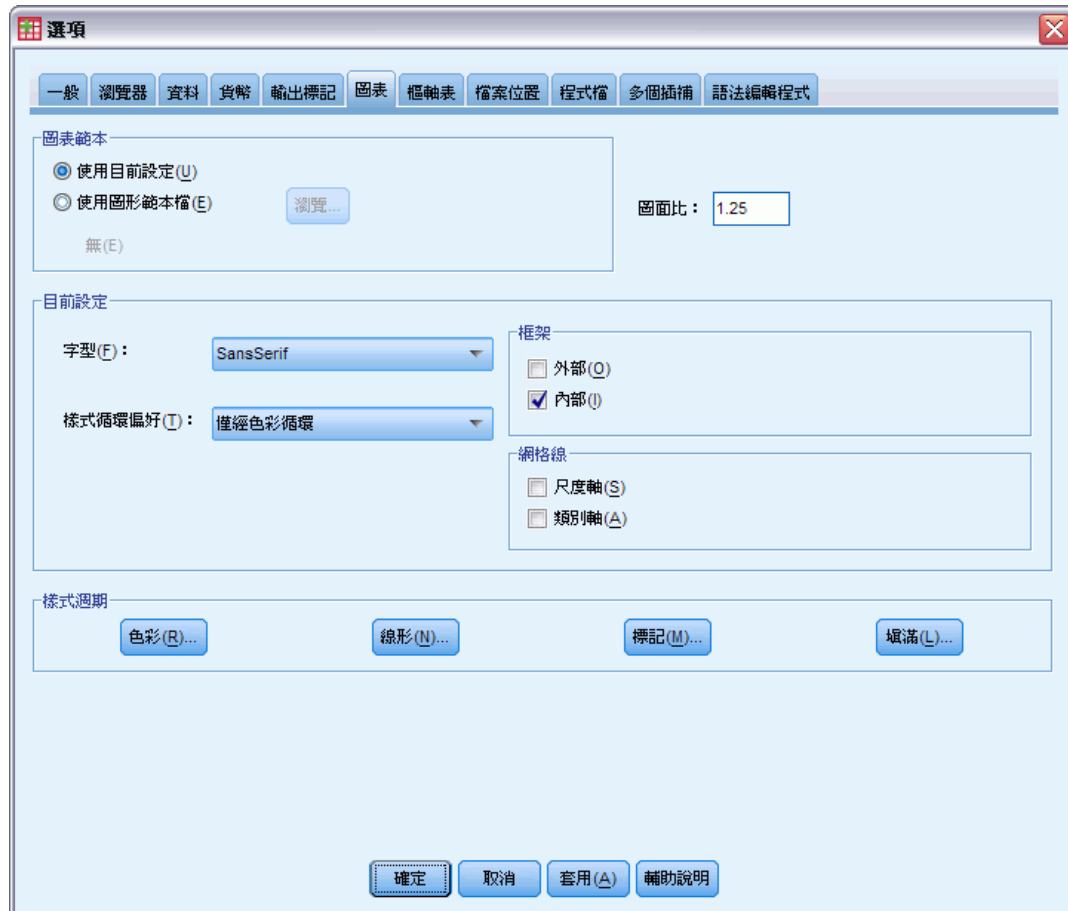 選項
一般 瀏覽器 資料 貨幣 輸出標記 圖表 樞軸表 檔案位置 程式檔 多個插補 語法編輯程式
圖表範本
使用目前設定(U)
使用圖形範本檔(E) 瀏覽...
無(E)
圖面比： 1.25
目前設定
字型(F)： SansSerif
樣式循環偏好(T)： 僅經色彩循環
框架
外部(O)
內部(I)
網格線
尺度軸(S)
類別軸(A)
樣式週期
色彩(R)... 線形(N)... 標記(M)... 填滿(L)...
確定 取消 套用(A) 輔助說明